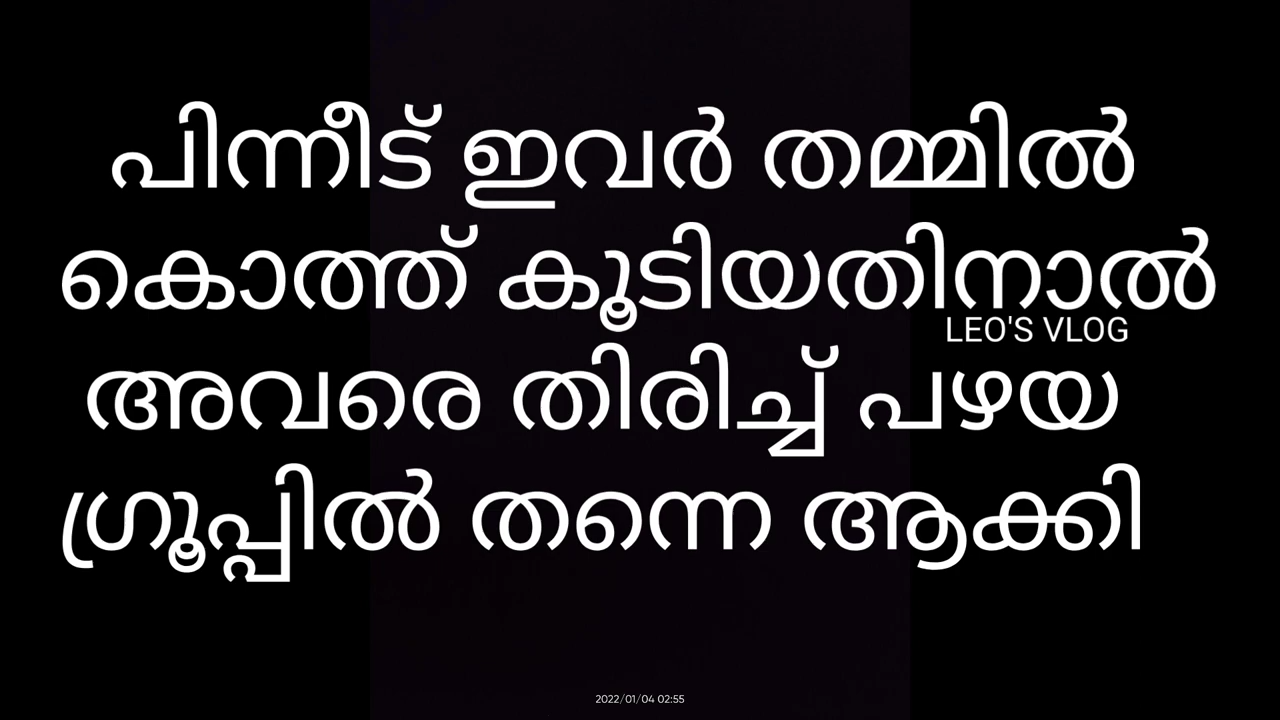 പിന്നീട് ഇവർ തമ്മിൽ
കൊത്ത് കൂടിയതിനാൽ
LEO'S VLOG
അവരെ തിരിച്ച് പഴയ
ഗ്രൂപ്പിൽ തന്നെ ആക്കി
2022/01/04 02:55